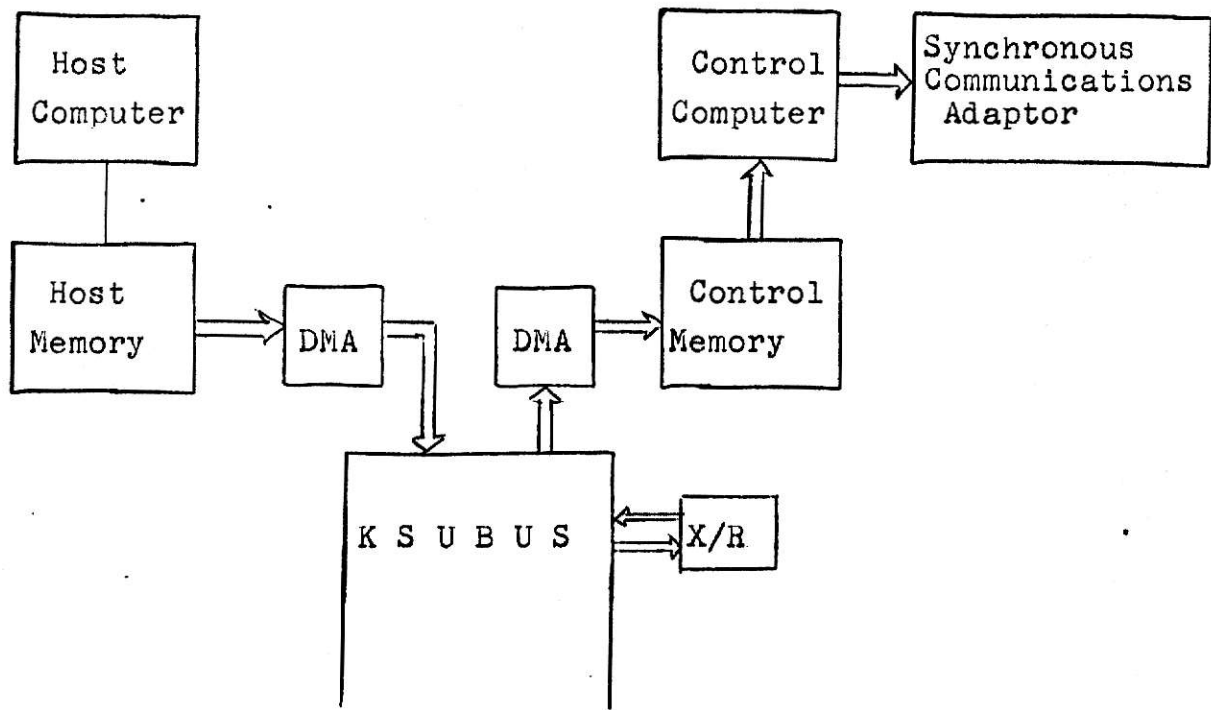 Host
Computer
Control
Computer
Synchronous
Communications
Adaptor
Host
Memory
DMA
DMA
Control
Memory
K S U B U S
X/R